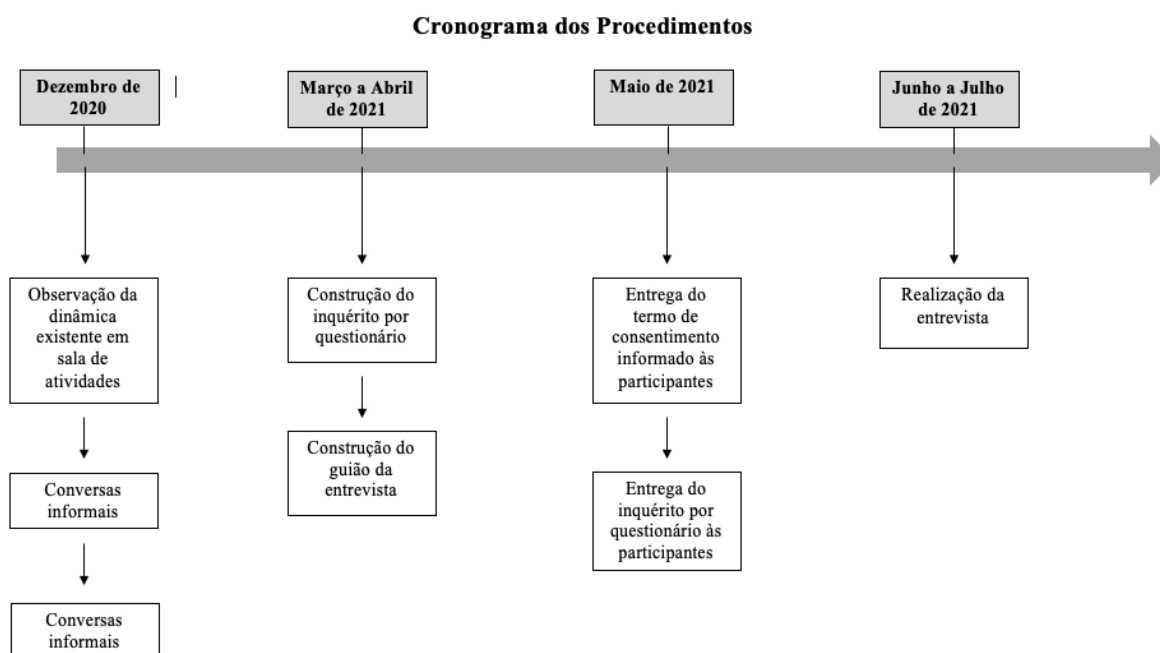 Cronograma dos Procedimentos
Dezembro de
2020
Março a Abril
de 2021
Maio de 2021
Junho a Julho
de 2021
Observação da
dinâmica
existente em
sala de
atividades
Conversas
informais
Conversas
informais
Construção do
inquérito por
questionário
Construção do
guião da
entrevista
Entrega do
termo de
consentimento
informado às
participantes
Entrega do
inquérito por
questionário às
participantes
Realização da
entrevista